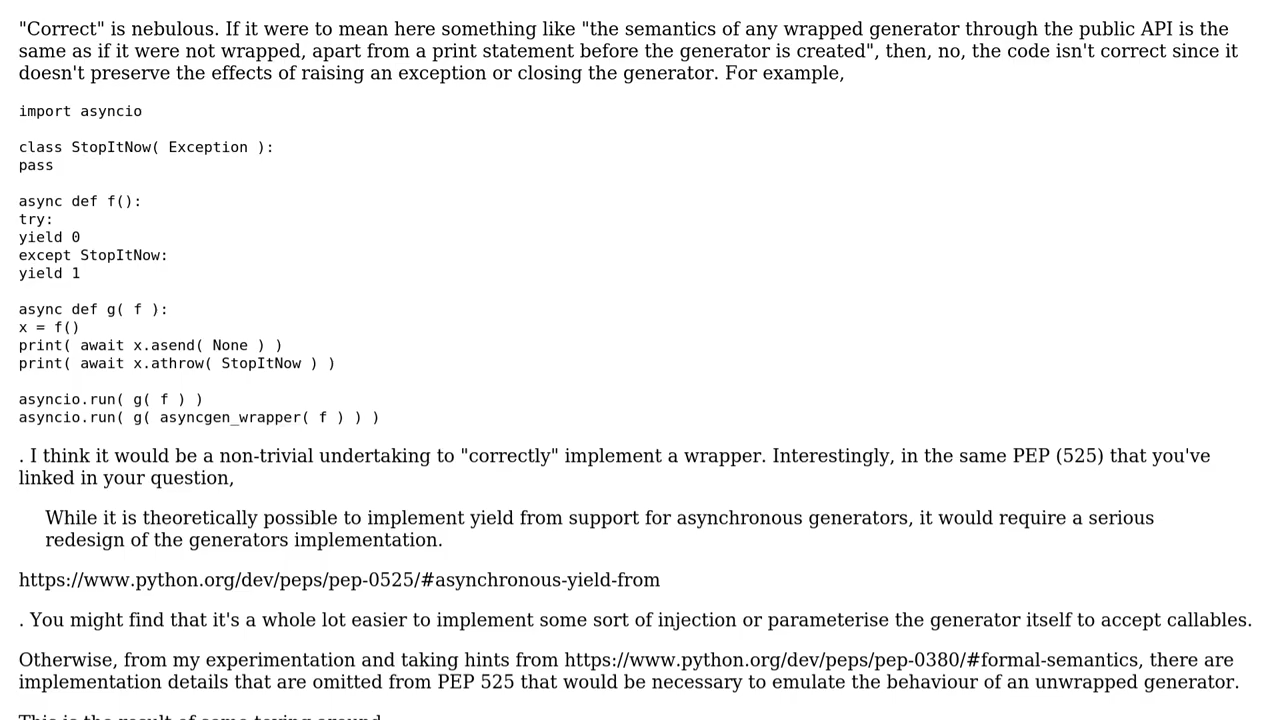 "Correct" is nebulous. If it were to mean here something like "the semantics of any wrapped generator through the public API is the
same as if it were not wrapped, apart from a print statement before the generator is created", then, no, the code isn't correct since it
doesn't preserve the effects of raising an exception or closing the generator. For example,
import asyncio
class StopItNow( Exception ):
pass
async def f():
try:
yield 0
except StopItNow:
yield 1
async def g( f ):
x = f()
print( await x.asend( None ) )
print( await x.athrow( StopItNow ) )
asyncio.run( g( f ) )
asyncio.run( g( asyncgen_wrapper( f ) ) )
. I think it would be a non-trivial undertaking to "correctly" implement a wrapper. Interestingly, in the same PEP (525) that you've
linked in your question,
While it is theoretically possible to implement yield from support for asynchronous generators, it would require a serious
redesign of the generators implementation.
https://www.python.org/dev/peps/pep-0525/#asynchronous-yield-from
. You might find that it's a whole lot easier to implement some sort of injection or parameterise the generator itself to accept callables.
Otherwise, from my experimentation and taking hints from https://www.python.org/dev/peps/pep-0380/#formal-semantics, there are
implementation details that are omitted from PEP 525 that would be necessary to emulate the behaviour of an unwrapped generator.
This is the result of some toying around